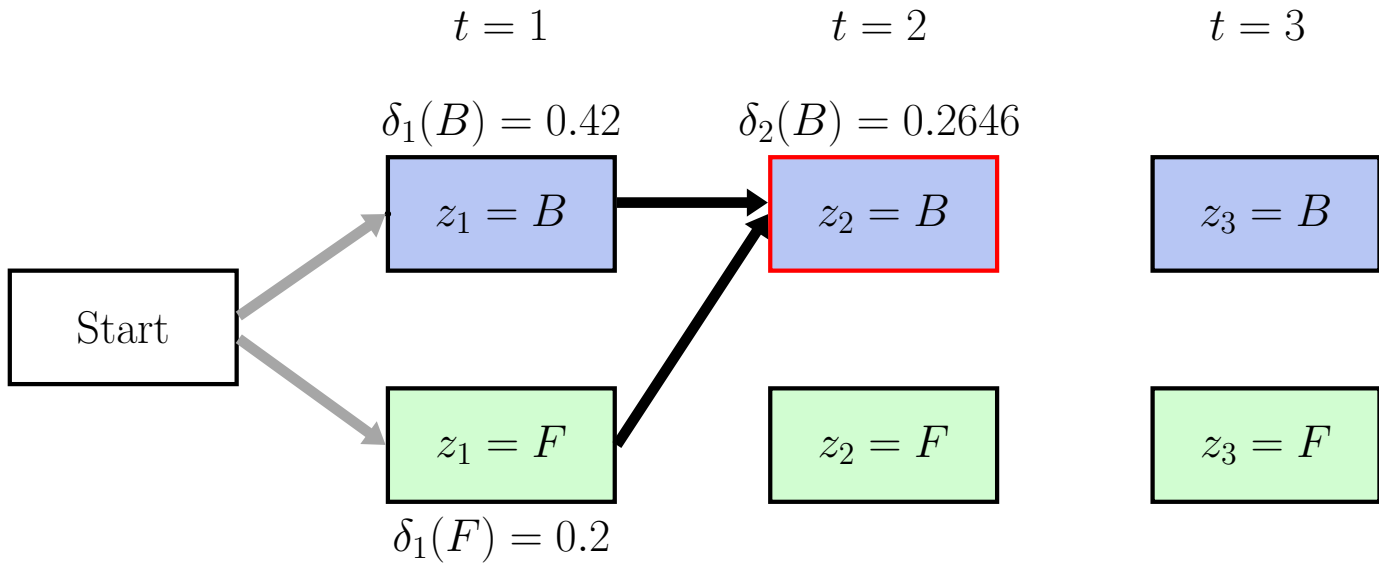 t = 1 t = 2 t = 3
δ₁(B) = 0.42 δ₂(B) = 0.2646
z₁ = B z₂ = B z₃ = B
Start
z₁ = F z₂ = F z₃ = F
δ₁(F) = 0.2